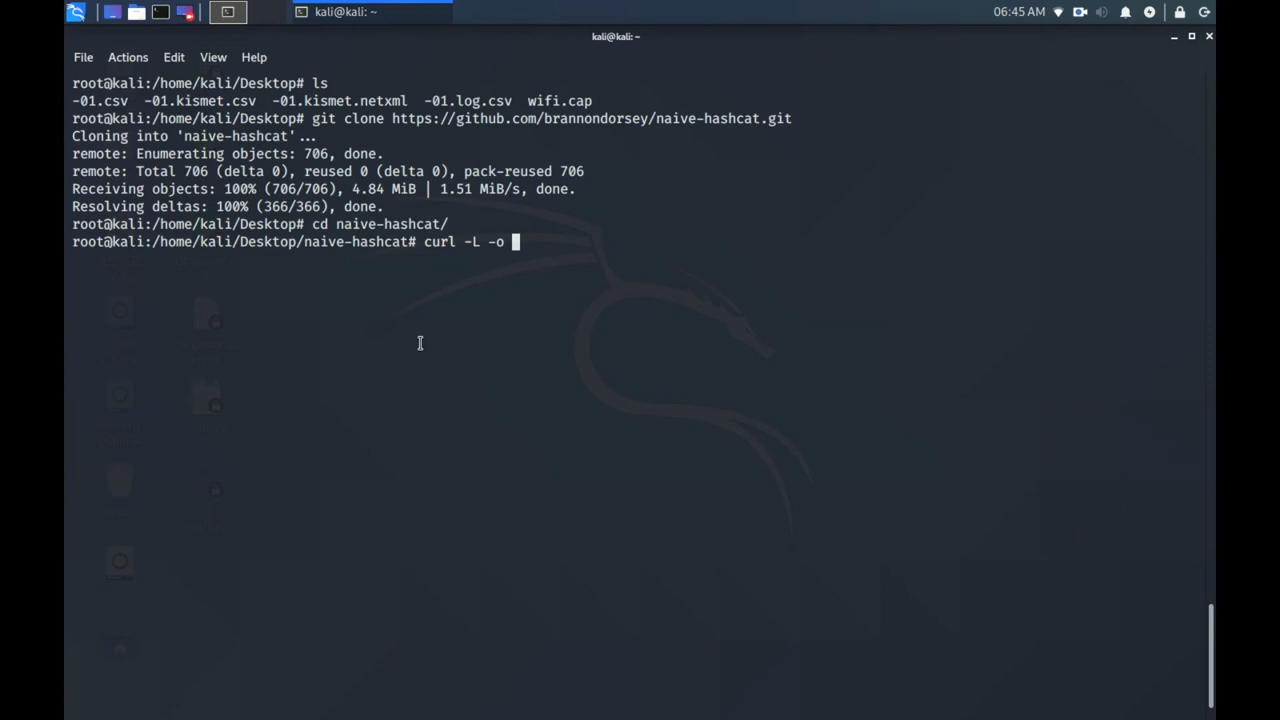 kali@kali: ~
06:45 AM
kali@kali: ~
File Actions Edit View Help
root@kali:/home/kali/Desktop# ls
-01.csv -01.kismet.csv -01.kismet.netxml -01.log.csv wifi.cap
root@kali:/home/kali/Desktop# git clone https://github.com/brannondorsey/naive-hashcat.git
Cloning into 'naive-hashcat'...
remote: Enumerating objects: 706, done.
remote: Total 706 (delta 0), reused 0 (delta 0), pack-reused 706
Receiving objects: 100% (706/706), 4.84 MiB | 1.51 MiB/s, done.
Resolving deltas: 100% (366/366), done.
root@kali:/home/kali/Desktop# cd naive-hashcat/
root@kali:/home/kali/Desktop/naive-hashcat# curl -L -o